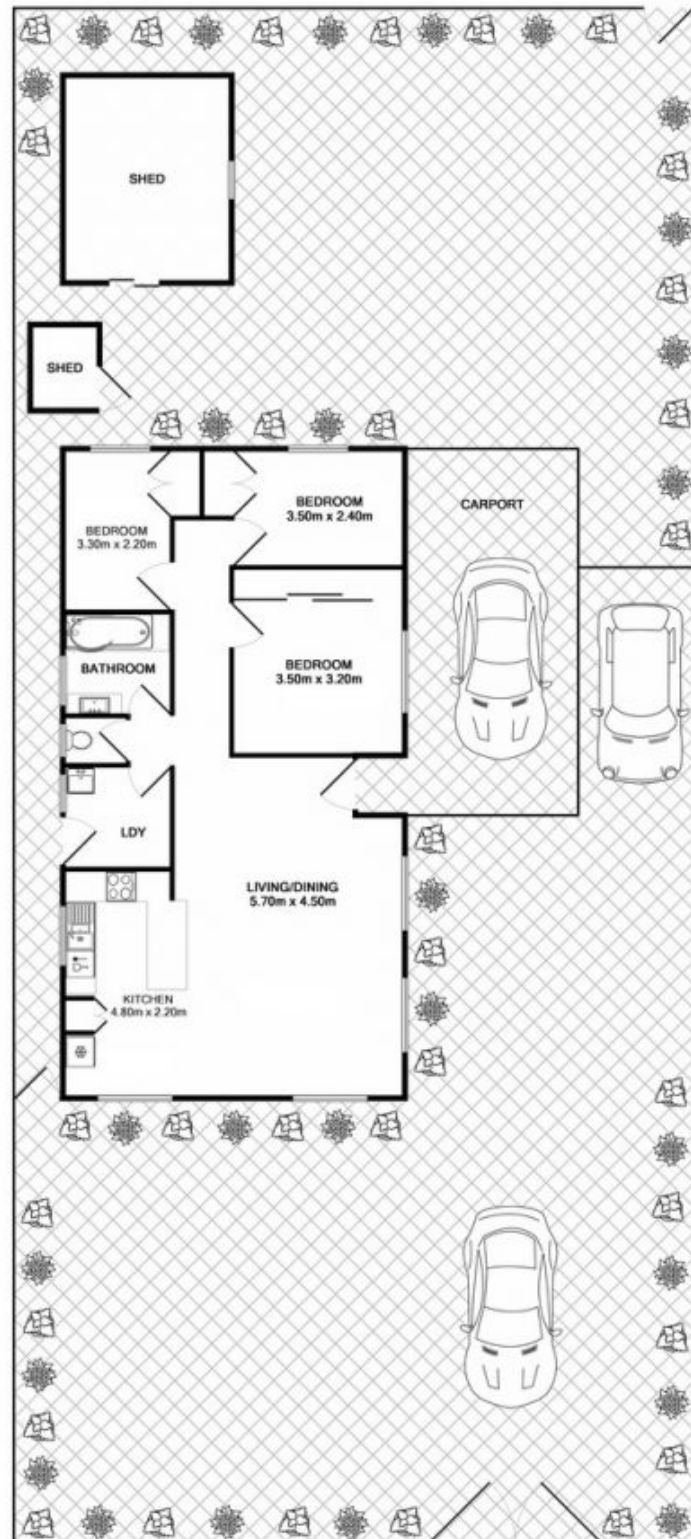 SHED
SHED
BEDROOM
3.30m x 2.20m
BEDROOM
3.50m x 2.40m
CARPORT
BATHROOM
BEDROOM
3.50m x 3.20m
LDY
LIVING/DINING
5.70m x 4.50m
KITCHEN
4.80m x 2.20m